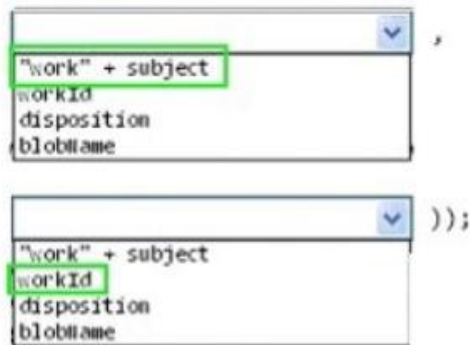 ,
"work" + subject
workId
disposition
blobName
));
"work" + subject
workId
disposition
blobName